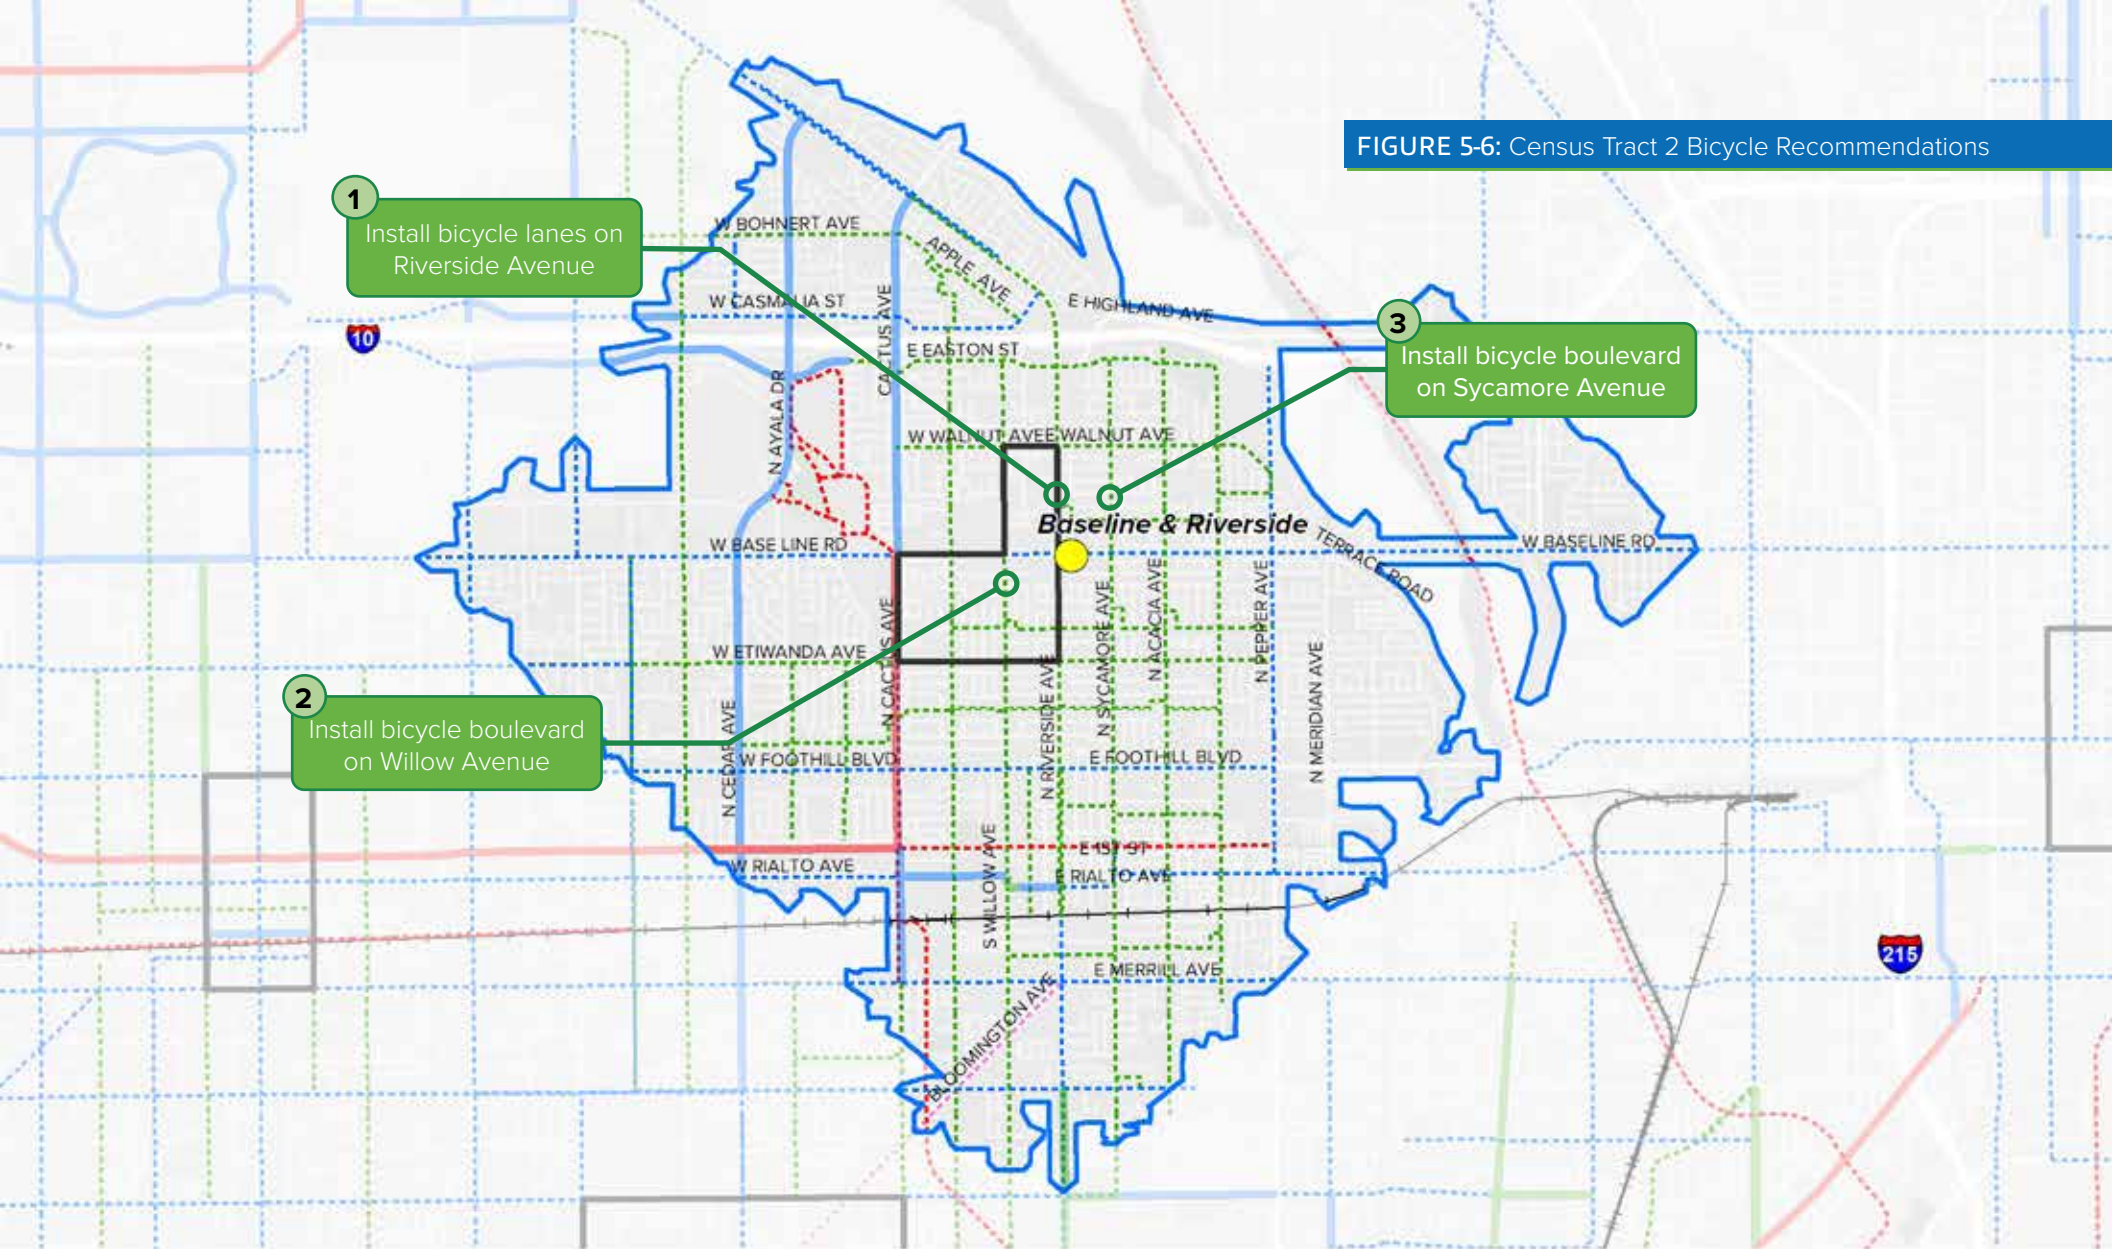 FIGURE 5-6: Census Tract 2 Bicycle Recommendations
1
Install bicycle lanes on
Riverside Avenue
W BOHNERT AVE
APPLE AVE
W CASMALIA ST
CACTUS AVE
E HIGHLAND AVE
3
Install bicycle boulevard
on Sycamore Avenue
10
E EASTON ST
N AYALA DR
W WALNUT AVE
E WALNUT AVE
Baseline & Riverside
W BASE LINE RD
TERRACE ROAD
W BASELINE RD
N CACTUS AVE
N SYCAMORE AVE
N ACACIA AVE
N PEPPER AVE
W ETIWANDA AVE
N RIVERSIDE AVE
N MERIDIAN AVE
2
Install bicycle boulevard
on Willow Avenue
N CEDAR AVE
W FOOTHILL BLVD
E FOOTHILL BLVD
S WILLOW AVE
E 1ST ST
W RIALTO AVE
E RIALTO AVE
215
E MERRILL AVE
BLOOMINGTON AVE